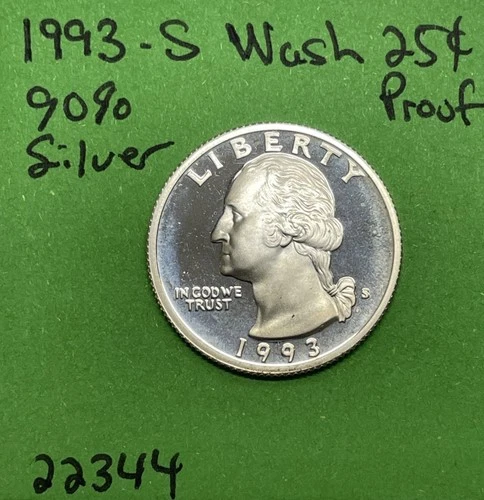 1993-S Wash 25¢
90% Proof
Silver
LIBERTY
IN GOD WE
TRUST
S
1993
22344